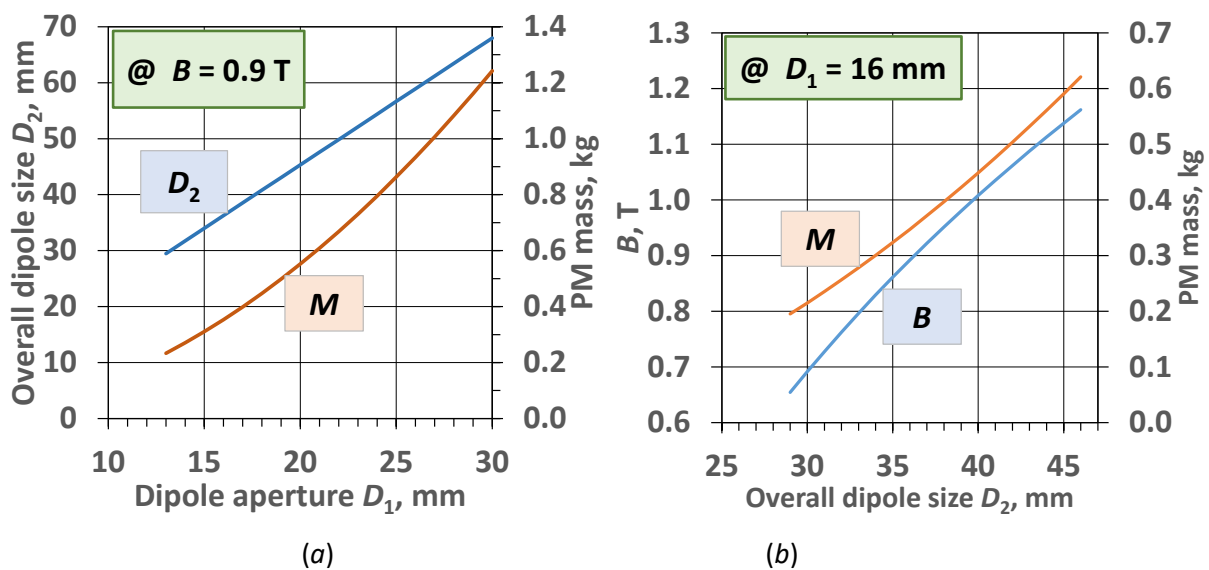 @ B = 0.9 T
D2
M
70
60
50
40
30
20
10
0
Overall dipole size D2, mm
1.4
1.2
1.0
0.8
0.6
0.4
0.2
0.0
PM mass, kg
10 15 20 25 30
Dipole aperture D1, mm
(a)
@ D1 = 16 mm
M
B
1.3
1.2
1.1
1.0
0.9
0.8
0.7
0.6
B, T
0.7
0.6
0.5
0.4
0.3
0.2
0.1
0.0
PM mass, kg
25 30 35 40 45
Overall dipole size D2, mm
(b)